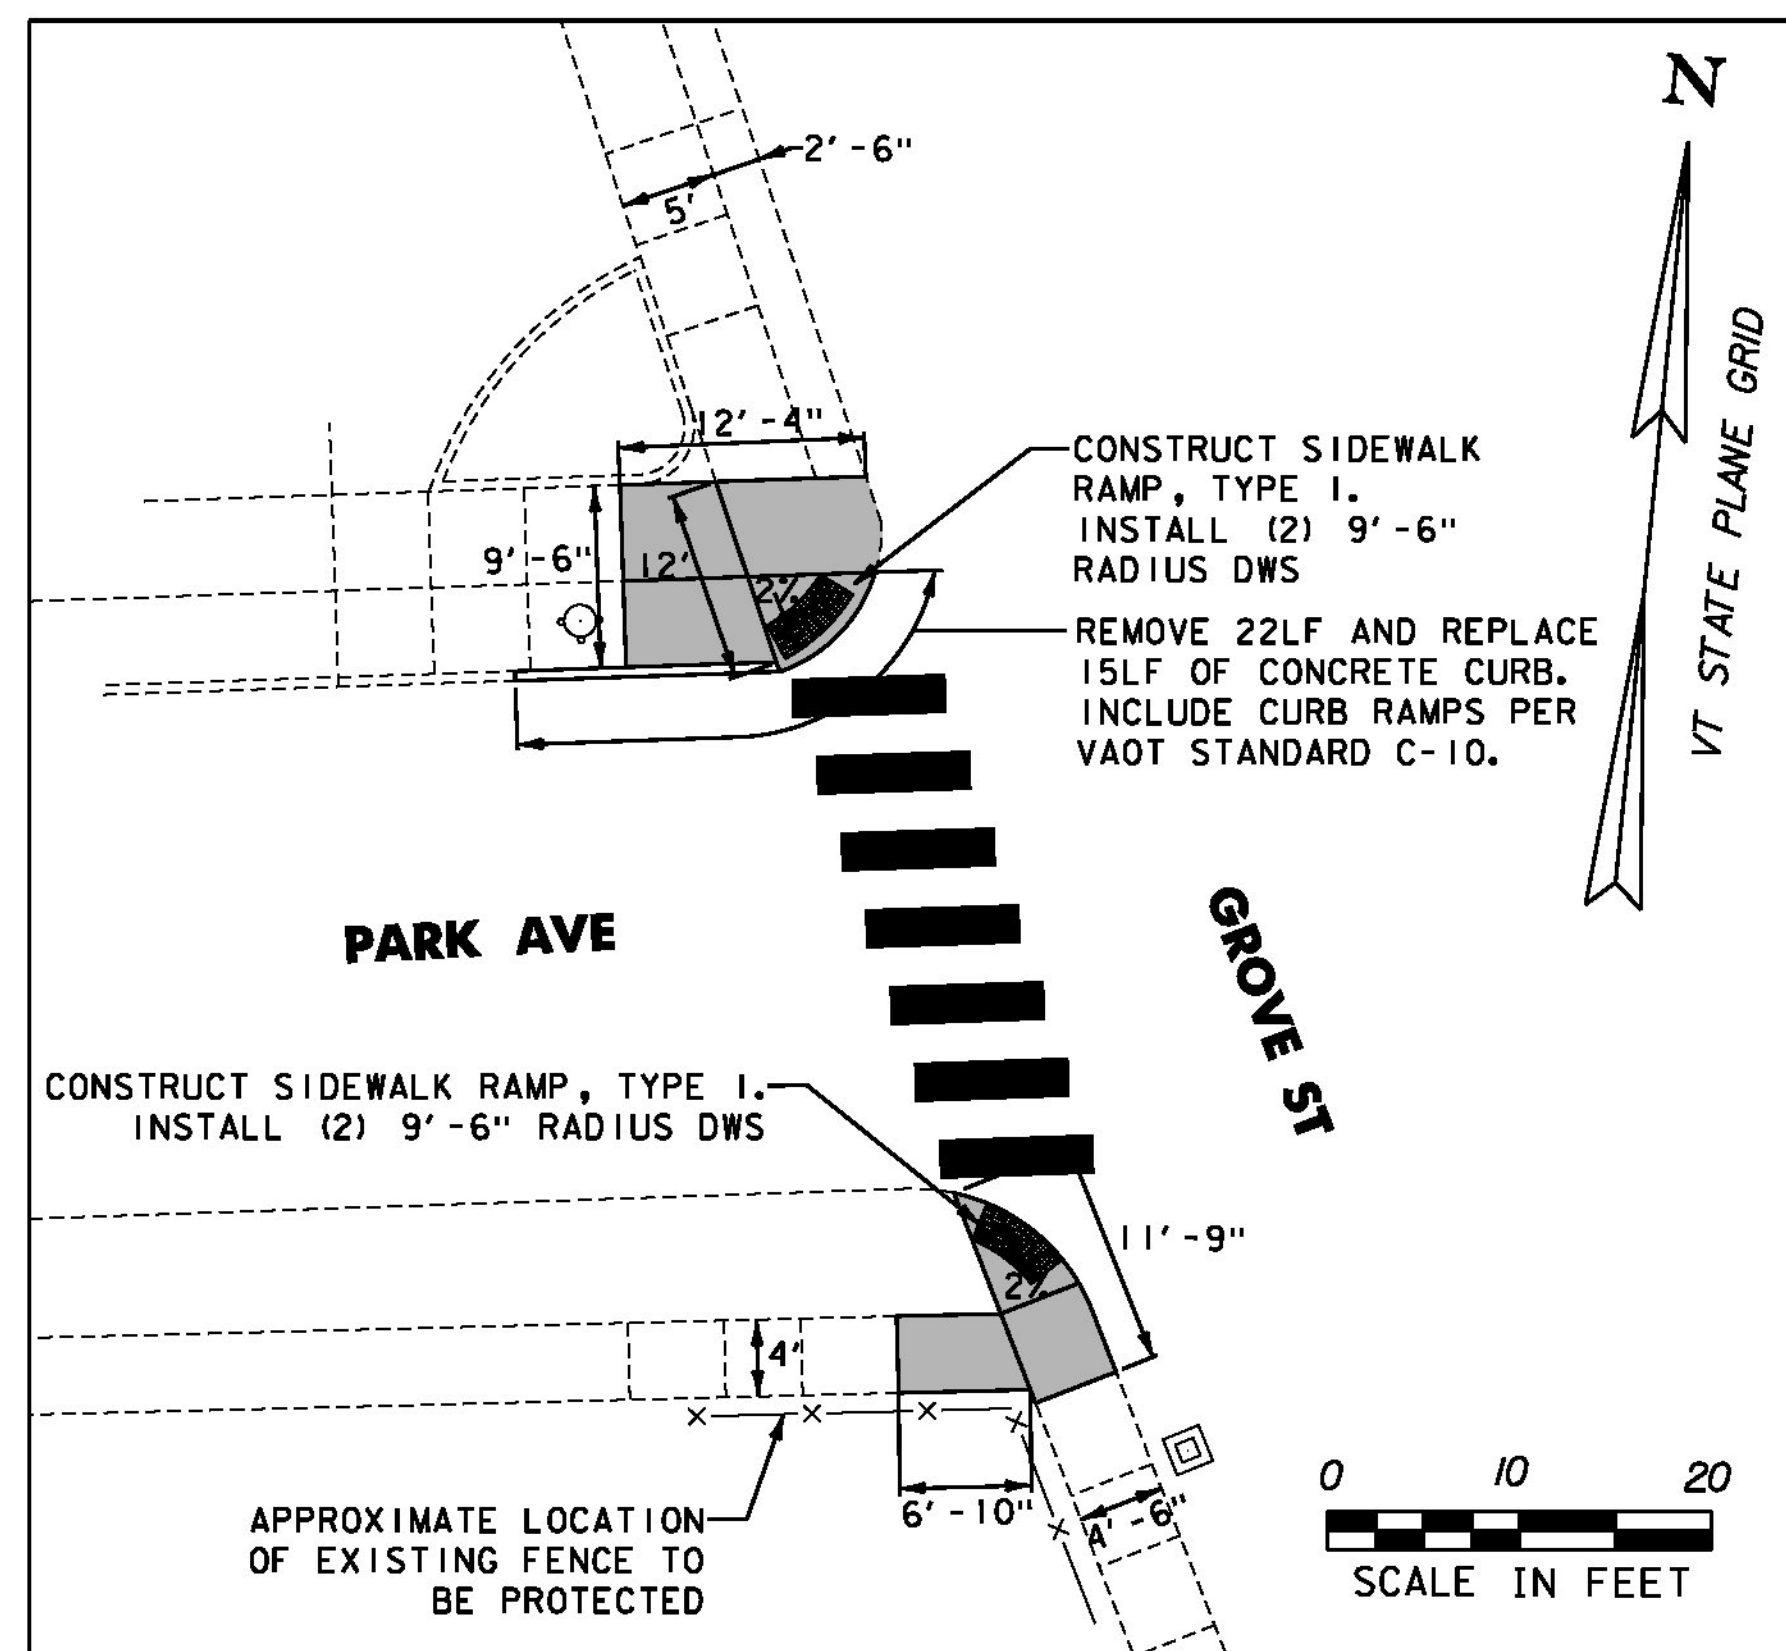 N
VT STATE PLANE GRID
2'-6"
5'
12'-4"
9'-6"
12'
2%
CONSTRUCT SIDEWALK
RAMP, TYPE 1.
INSTALL (2) 9'-6"
RADIUS DWS
REMOVE 22LF AND REPLACE
15LF OF CONCRETE CURB.
INCLUDE CURB RAMPS PER
VAOT STANDARD C-10.
PARK AVE
GROVE ST
CONSTRUCT SIDEWALK RAMP, TYPE 1.
INSTALL (2) 9'-6" RADIUS DWS
11'-9"
2%
4'
6'-10"
4'-6"
APPROXIMATE LOCATION
OF EXISTING FENCE TO
BE PROTECTED
0 10 20
SCALE IN FEET